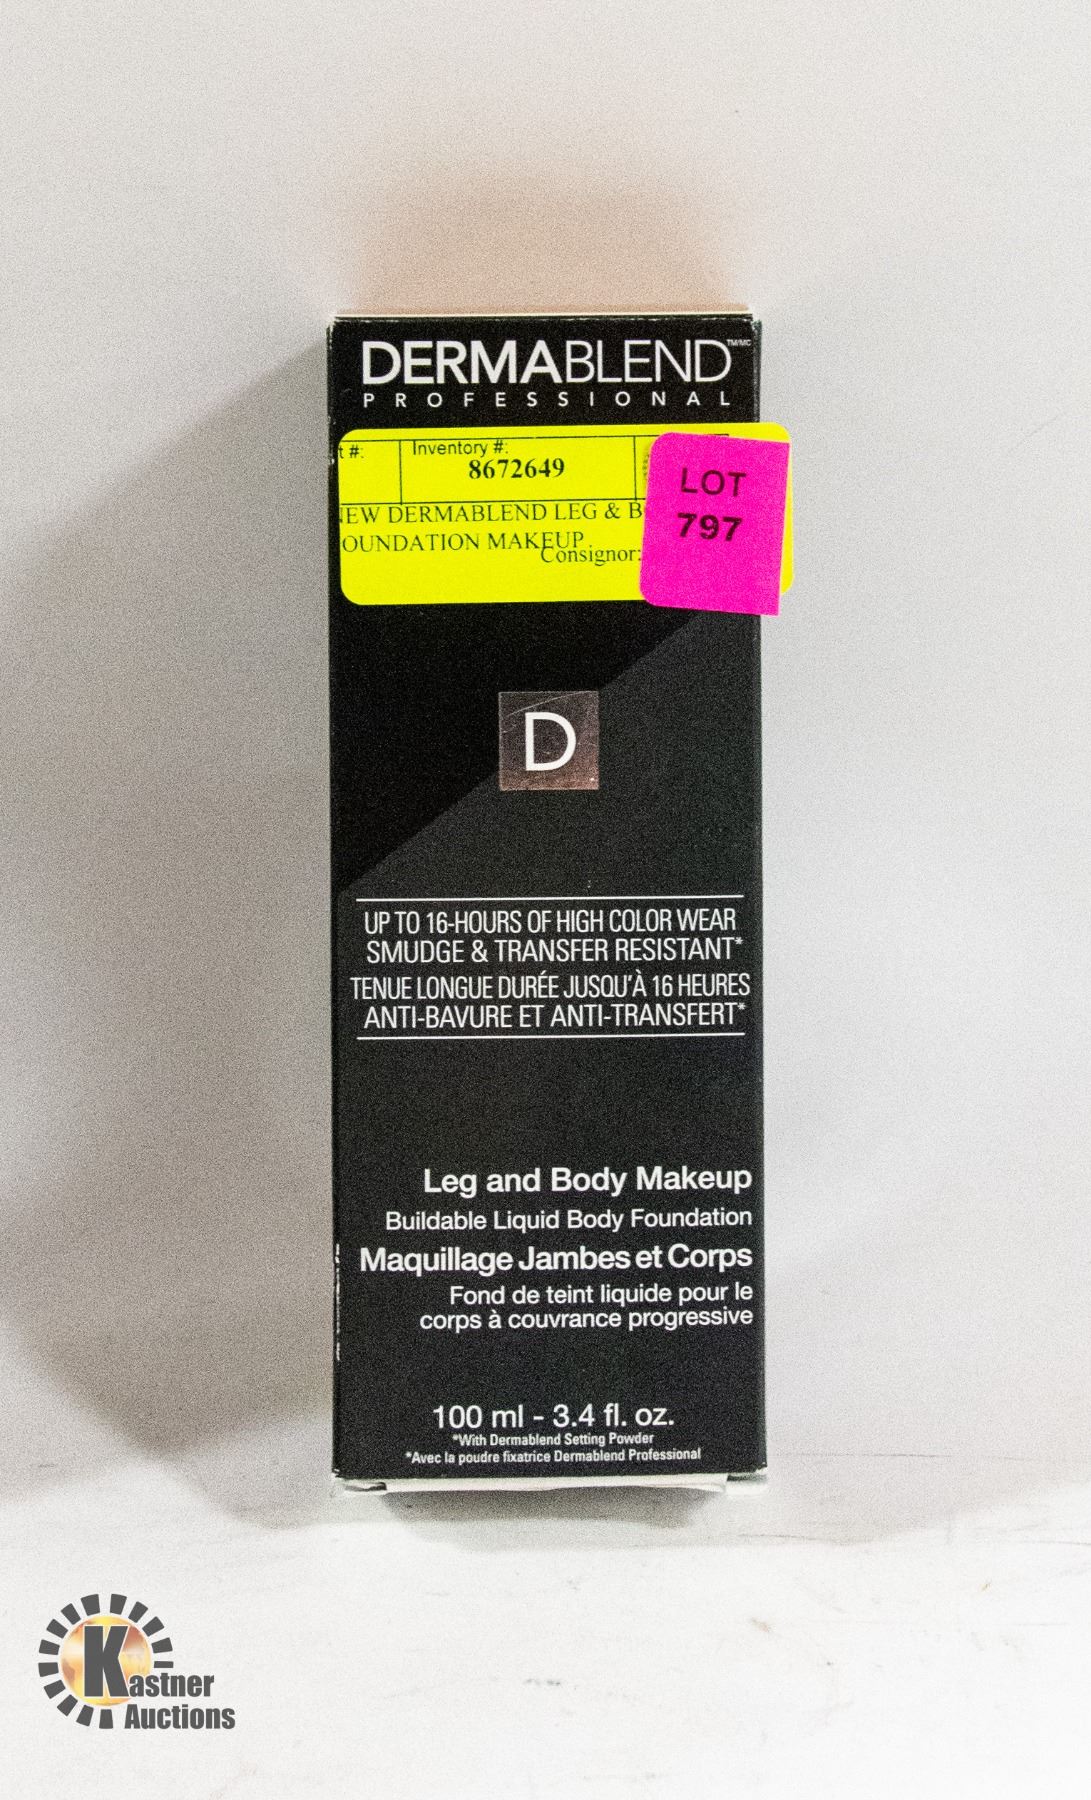 DERMABLEND TM/MC
PROFESSIONAL
t #:
Inventory #:
8672649
NEW DERMABLEND LEG &
OUNDATION MAKEUP
Consignor:
LOT
797
D
UP TO 16-HOURS OF HIGH COLOR WEAR
SMUDGE & TRANSFER RESISTANT*
TENUE LONGUE DURÉE JUSQU'À 16 HEURES
ANTI-BAVURE ET ANTI-TRANSFERT*
Leg and Body Makeup
Buildable Liquid Body Foundation
Maquillage Jambes et Corps
Fond de teint liquide pour le
corps à couvrance progressive
100 ml - 3.4 fl. oz.
*With Dermablend Setting Powder
*Avec la poudre fixatrice Dermablend Professional
Kastner
Auctions